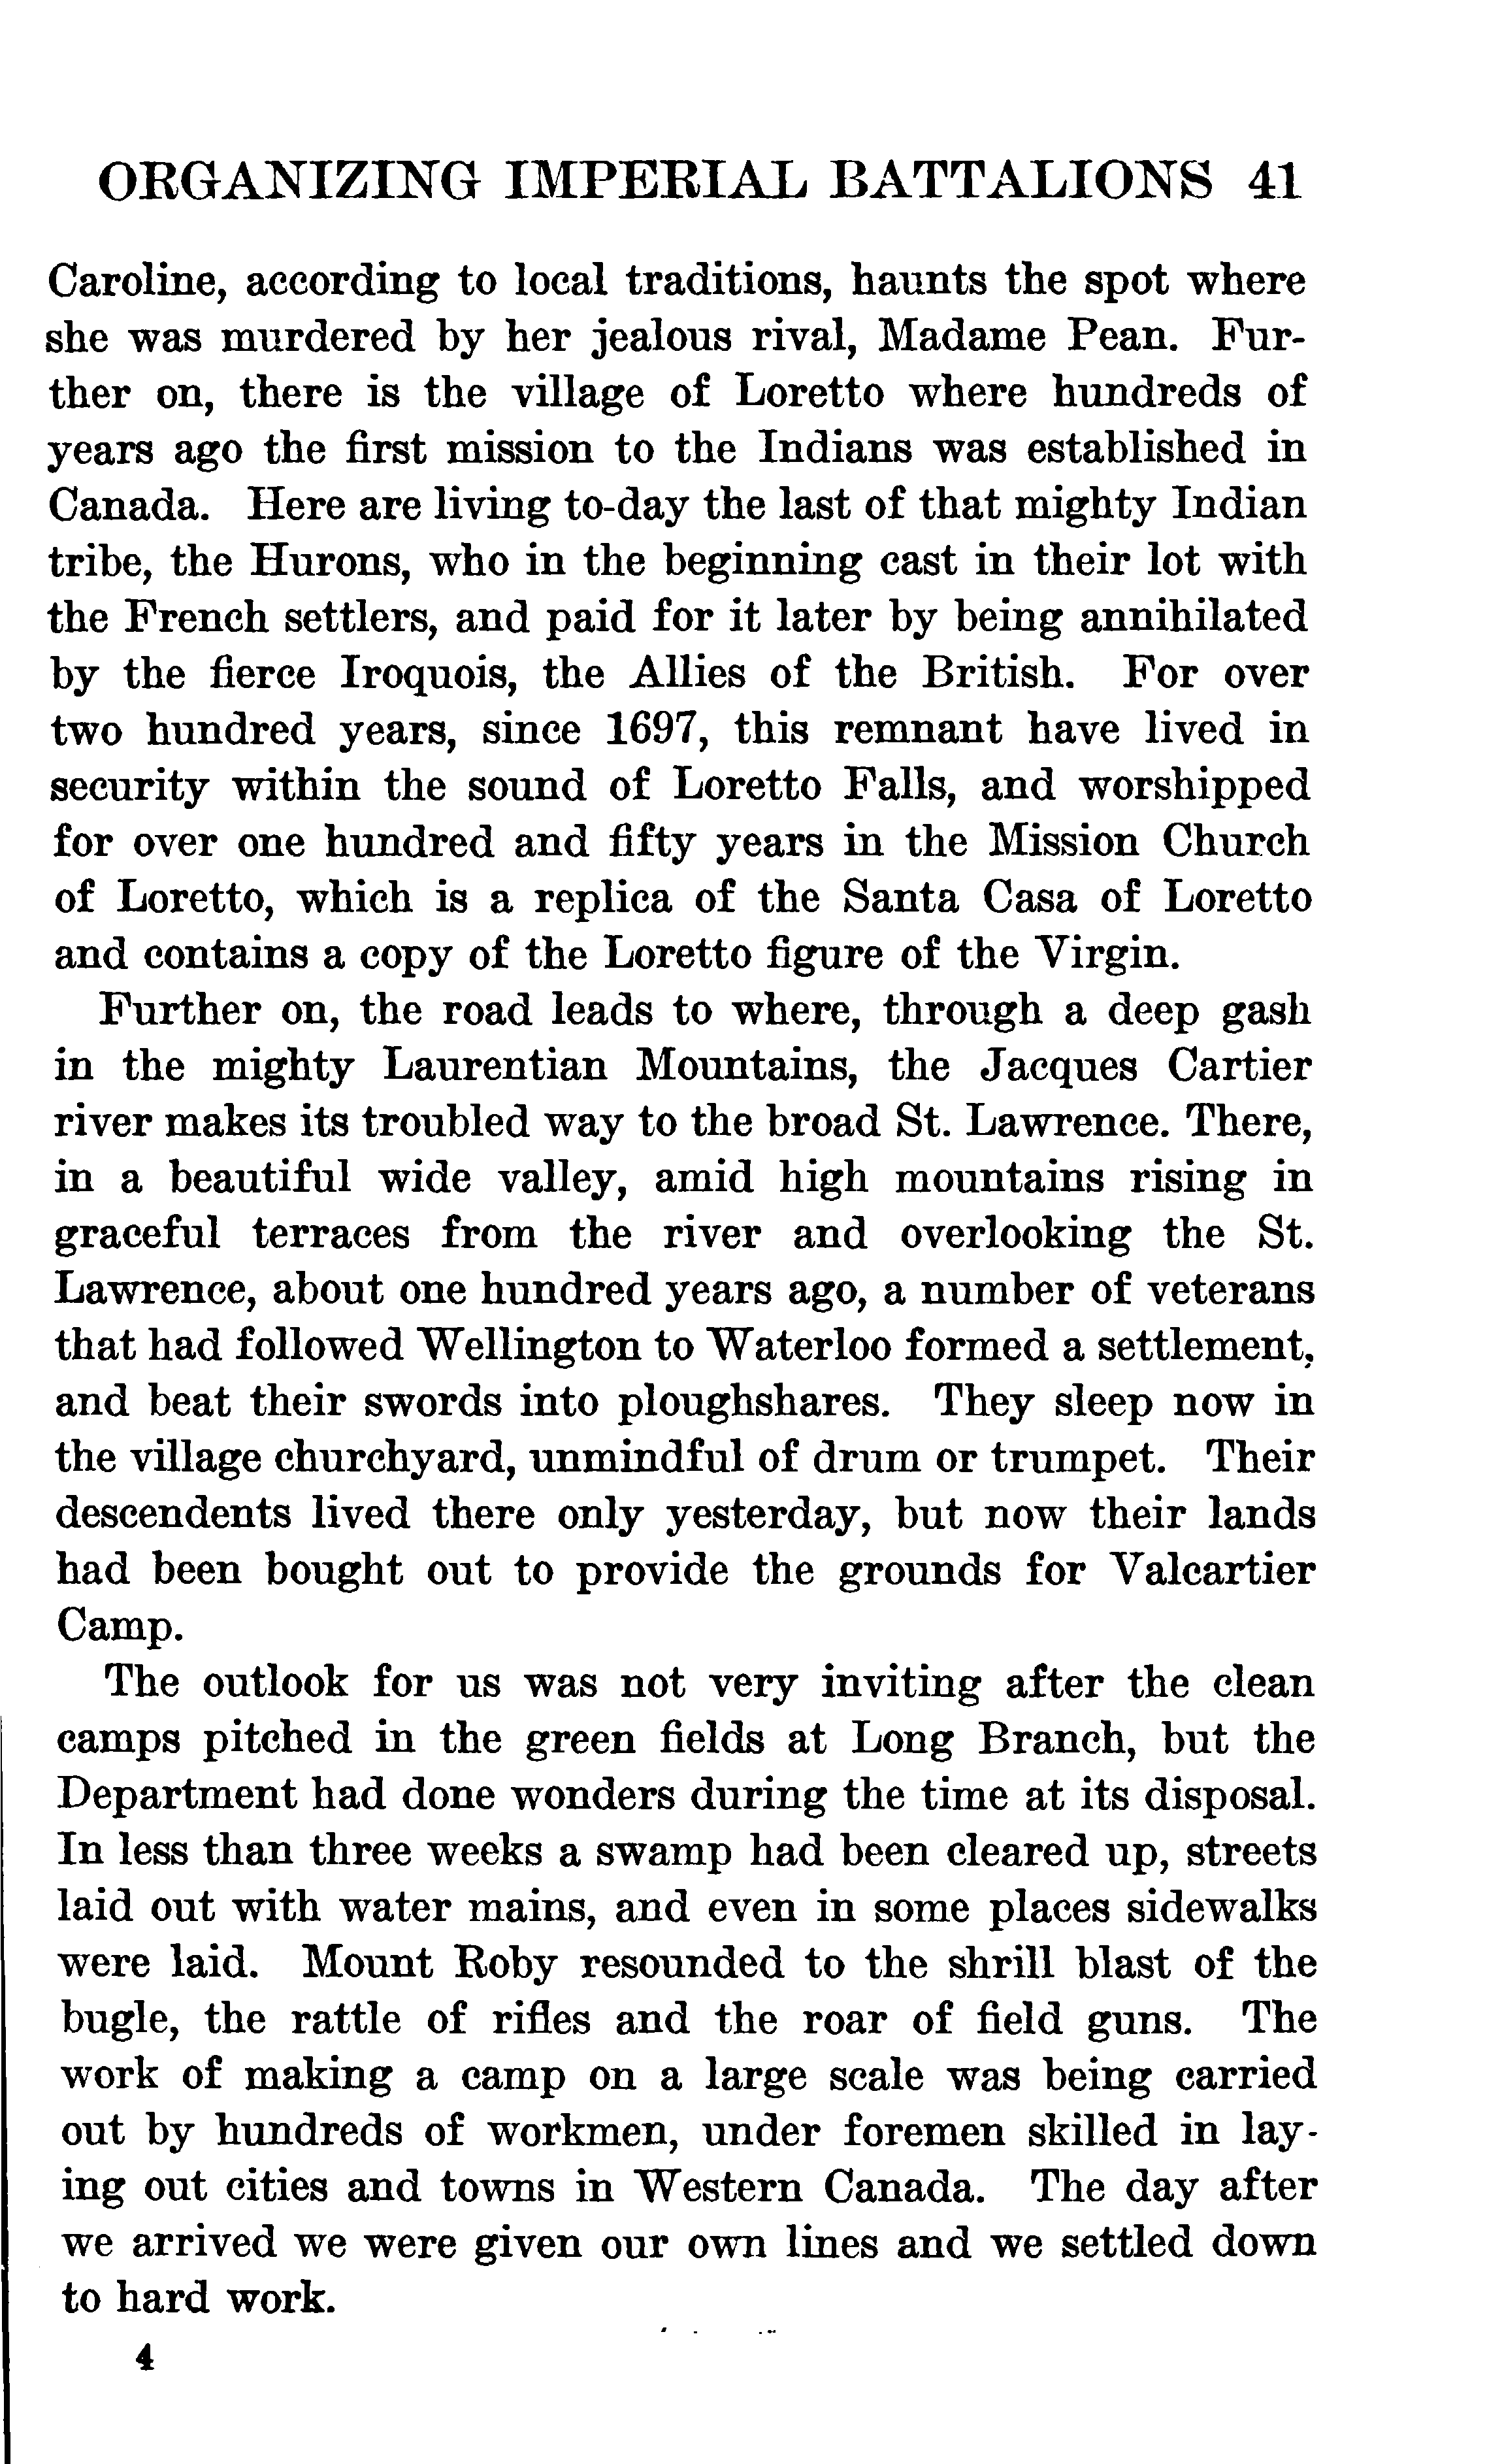 ORGANIZING IMPERIAL BATTALIONS 41
Caroline, according to local traditions, haunts the spot where
she was murdered by her jealous rival, Madame Pean. Fur-
ther on, there is the village of Loretto where hundreds of
years ago the first mission to the Indians was established in
Canada. Here are living to-day the last of that mighty Indian
tribe, the Hurons, who in the beginning cast in their lot with
the French settlers, and paid for it later by being annihilated
by the fierce Iroquois, the Allies of the British. For over
two hundred years, since 1697, this remnant have lived in
security within the sound of Loretto Falls, and worshipped
for over one hundred and fifty years in the Mission Church
of Loretto, which is a replica of the Santa Casa of Loretto
and contains a copy of the Loretto figure of the Virgin.
Further on, the road leads to where, through a deep gash
in the mighty Laurentian Mountains, the Jacques Cartier
river makes its troubled way to the broad St. Lawrence. There,
in a beautiful wide valley, amid high mountains rising in
graceful terraces from the river and overlooking the St.
Lawrence, about one hundred years ago, a number of veterans
that had followed Wellington to Waterloo formed a settlement,
and beat their swords into ploughshares. They sleep now in
the village churchyard, unmindful of drum or trumpet. Their
descendents lived there only yesterday, but now their lands
had been bought out to provide the grounds for Valcartier
Camp.
The outlook for us was not very inviting after the clean
camps pitched in the green fields at Long Branch, but the
Department had done wonders during the time at its disposal.
In less than three weeks a swamp had been cleared up, streets
laid out with water mains, and even in some places sidewalks
were laid. Mount Roby resounded to the shrill blast of the
bugle, the rattle of rifles and the roar of field guns. The
work of making a camp on a large scale was being carried
out by hundreds of workmen, under foremen skilled in lay-
ing out cities and towns in Western Canada. The day after
we arrived we were given our own lines and we settled down
to hard work.
4